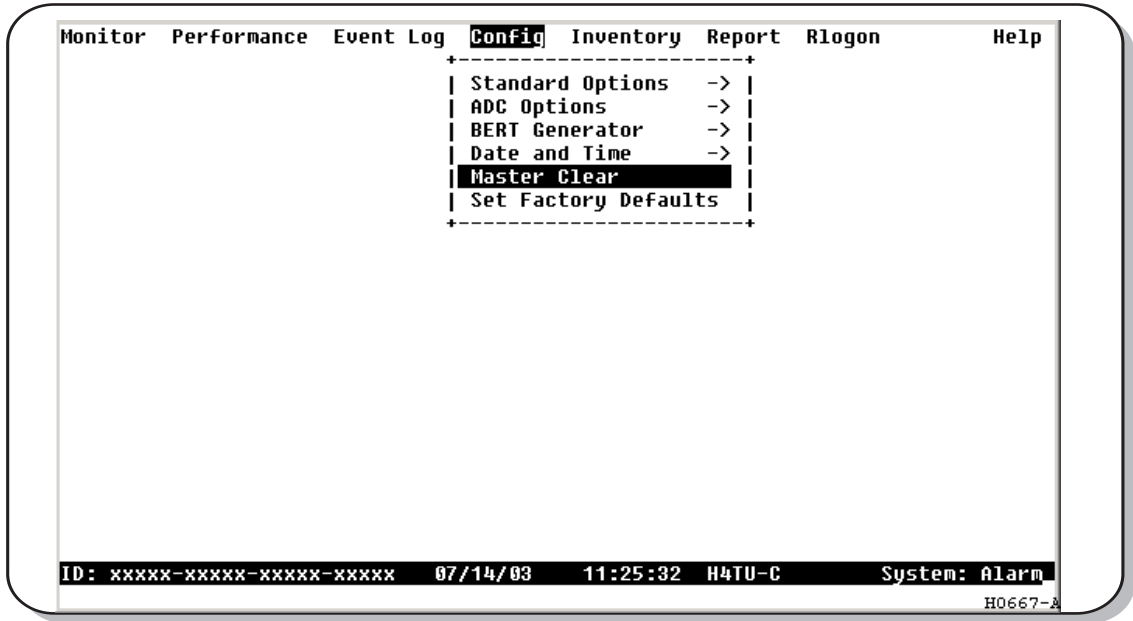 Monitor Performance Event Log Config Inventory Report Rlogon Help
Standard Options ->
ADC Options ->
BERT Generator ->
Date and Time ->
Master Clear
Set Factory Defaults
ID: xxxxx-xxxxx-xxxxx-xxxxx 07/14/03 11:25:32 H4TU-C System: Alarm
H0667-A